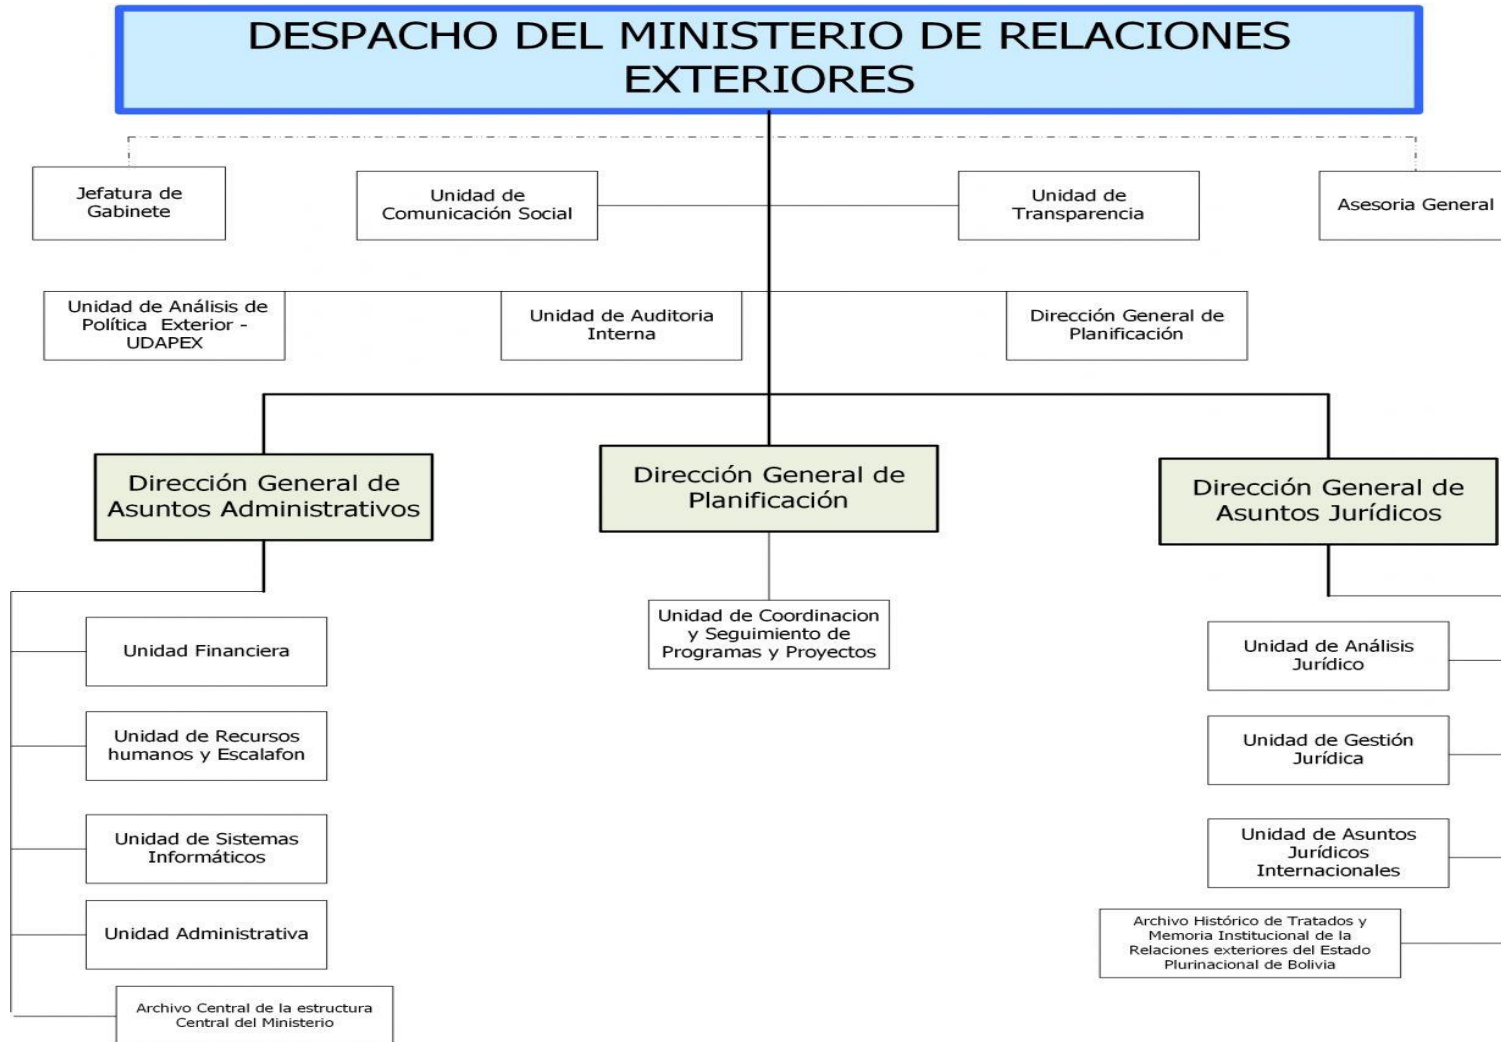 DESPACHO DEL MINISTERIO DE RELACIONES
EXTERIORES
Jefatura de
Gabinete
Unidad de
Comunicación Social
Unidad de
Transparencia
Asesoria General
Unidad de Análisis de
Política Exterior -
UDAPEX
Unidad de Auditoria
Interna
Dirección General de
Planificación
Dirección General de
Asuntos Administrativos
Dirección General de
Planificación
Dirección General de
Asuntos Jurídicos
Unidad Financiera
Unidad de Recursos
humanos y Escalafon
Unidad de Sistemas
Informáticos
Unidad Administrativa
Archivo Central de la estructura
Central del Ministerio
Unidad de Coordinacion
y Seguimiento de
Programas y Proyectos
Unidad de Análisis
Jurídico
Unidad de Gestión
Jurídica
Unidad de Asuntos
Jurídicos
Internacionales
Archivo Histórico de Tratados y
Memoria Institucional de la
Relaciones exteriores del Estado
Plurinacional de Bolivia